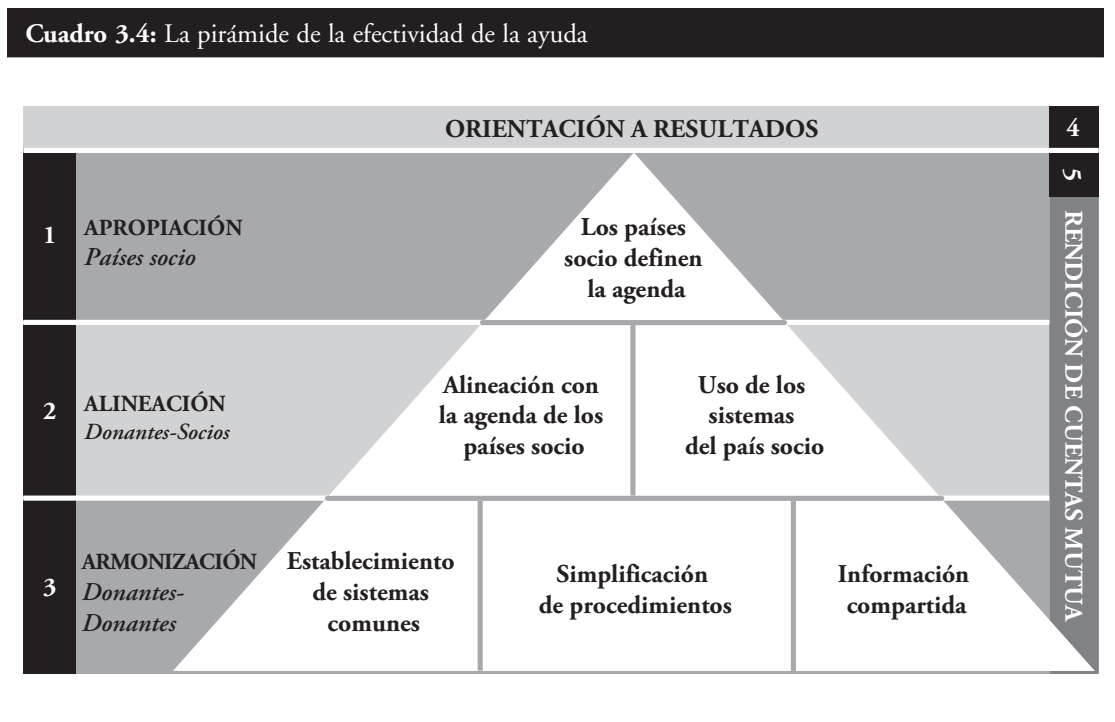 Cuadro 3.4: La pirámide de la efectividad de la ayuda
ORIENTACIÓN A RESULTADOS
4
5
RENDICIÓN DE CUENTAS MUTUA
1
APROPIACIÓN
Países socio
Los países
socio definen
la agenda
2
ALINEACIÓN
Donantes-Socios
Alineación con
la agenda de los
países socio
Uso de los
sistemas
del país socio
3
ARMONIZACIÓN
Donantes-
Donantes
Establecimiento
de sistemas
comunes
Simplificación
de procedimientos
Información
compartida